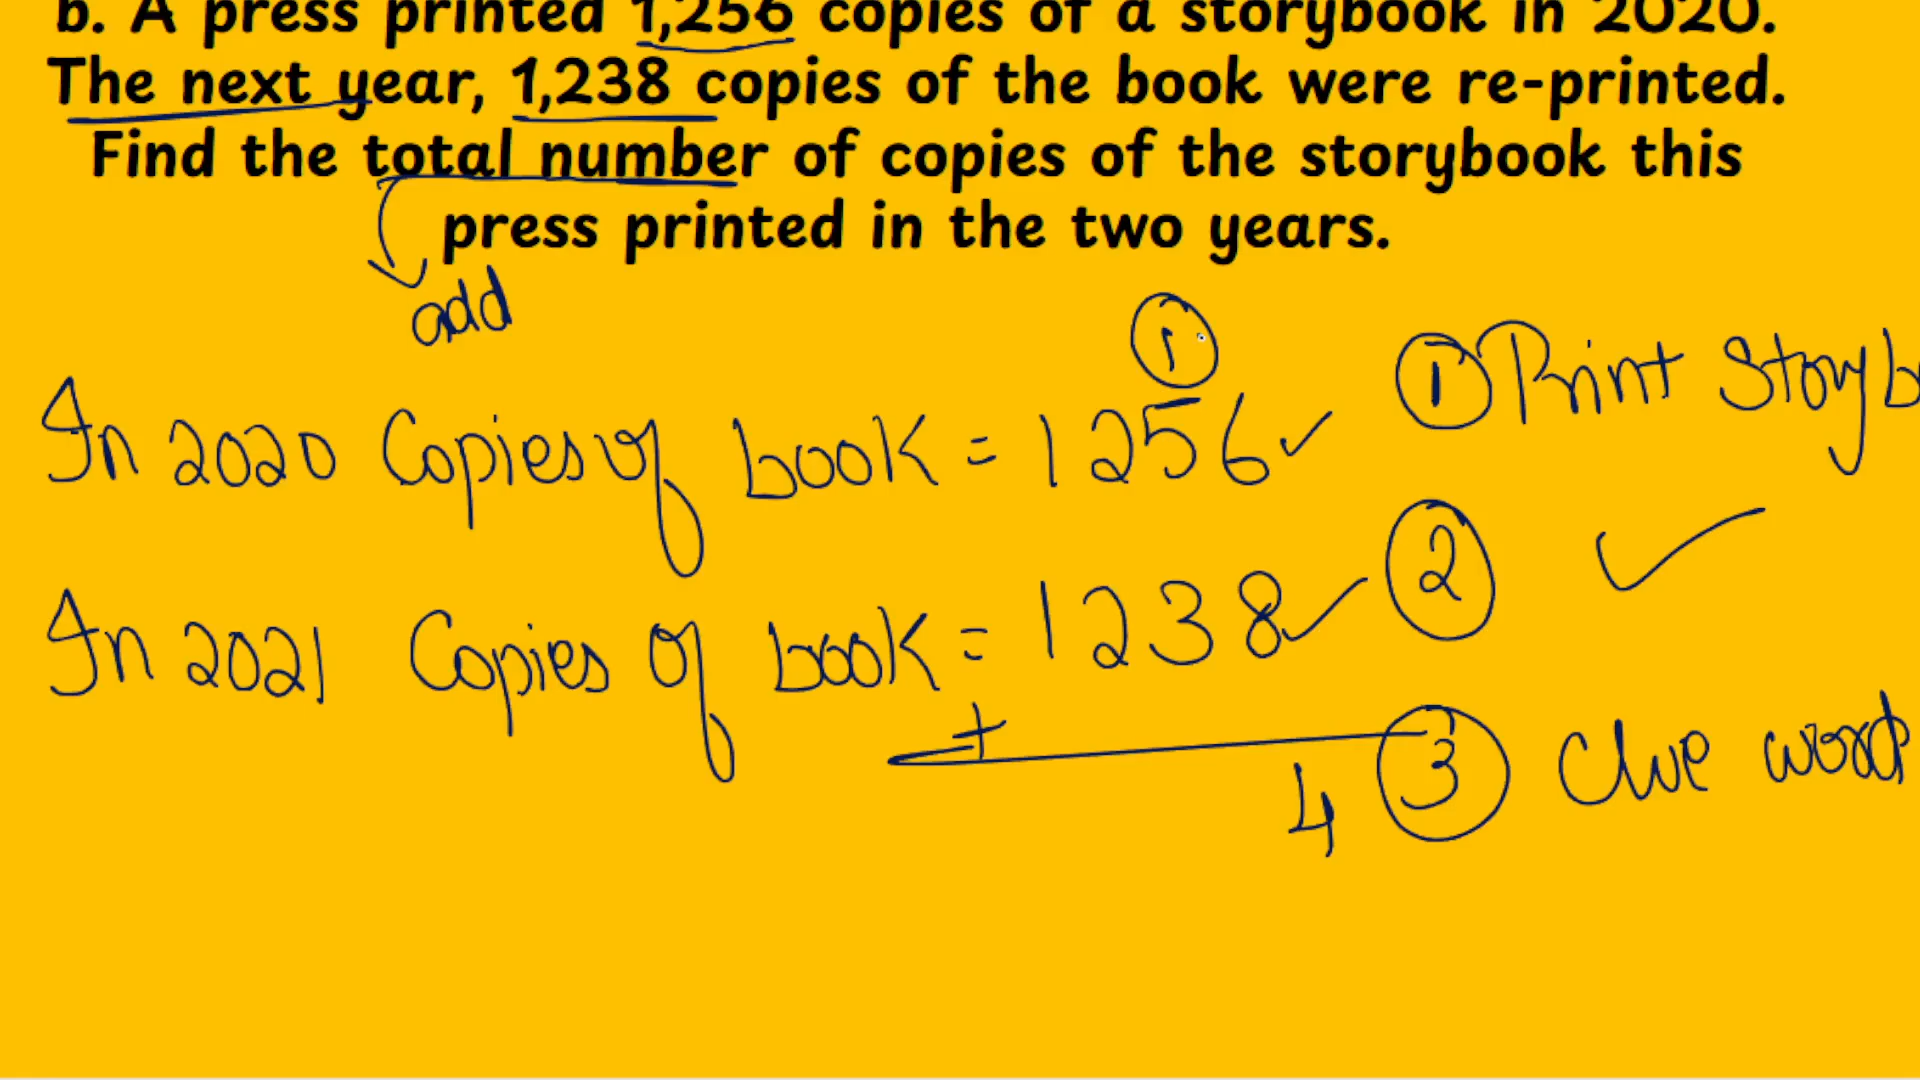 b. A press printed 1,256 copies of a storybook in 2020.
The next year, 1,238 copies of the book were re-printed.
Find the total number of copies of the storybook this
press printed in the two years.
add
1
In 2020 Copies of book = 1256 ✓
1 Print Storyb
In 2021 Copies of book = 1238 ✓
2 ✓
+
4
3 Clue word